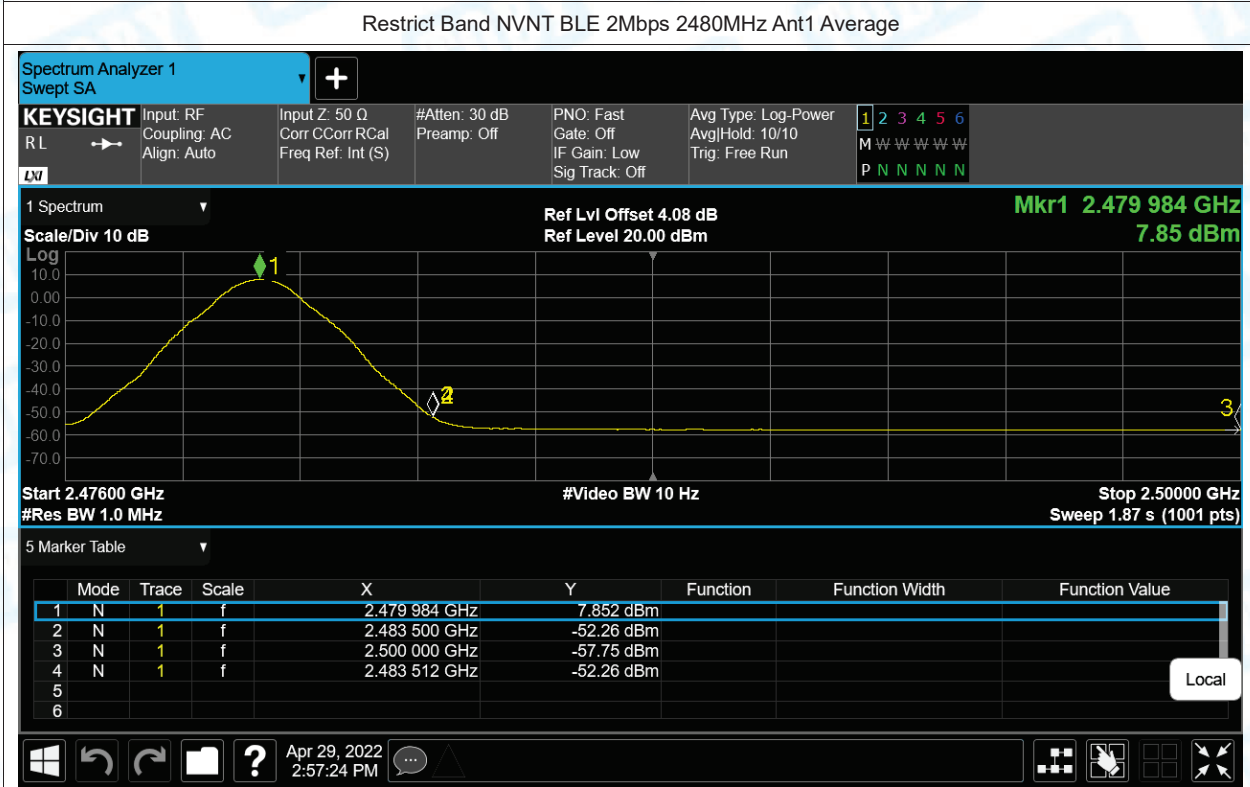 Restrict Band NVNT BLE 2Mbps 2480MHz Ant1 Average
Spectrum Analyzer 1
Swept SA
+
KEYSIGHT Input: RF Input Z: 50 Ω #Atten: 30 dB PNO: Fast Avg Type: Log-Power 1 2 3 4 5 6
RL Coupling: AC Corr CCorr RCal Preamp: Off Gate: Off Avg|Hold: 10/10 M W W W W W
Align: Auto Freq Ref: Int (S) IF Gain: Low Trig: Free Run
LXI Sig Track: Off P N N N N N
1 Spectrum Ref Lvl Offset 4.08 dB Mkr1 2.479 984 GHz
Scale/Div 10 dB Ref Level 20.00 dBm 7.85 dBm
Log
1
10.0
0.00
-10.0
-20.0
-30.0
-40.0
-50.0
3
-60.0
-70.0
Start 2.47600 GHz #Video BW 10 Hz Stop 2.50000 GHz
#Res BW 1.0 MHz Sweep 1.87 s (1001 pts)
5 Marker Table
Mode Trace Scale X Y Function Function Width Function Value
1 N 1 f 2.479 984 GHz 7.852 dBm
2 N 1 f 2.483 500 GHz -52.26 dBm
3 N 1 f 2.500 000 GHz -57.75 dBm
4 N 1 f 2.483 512 GHz -52.26 dBm
5
6
Local
? Apr 29, 2022
2:57:24 PM